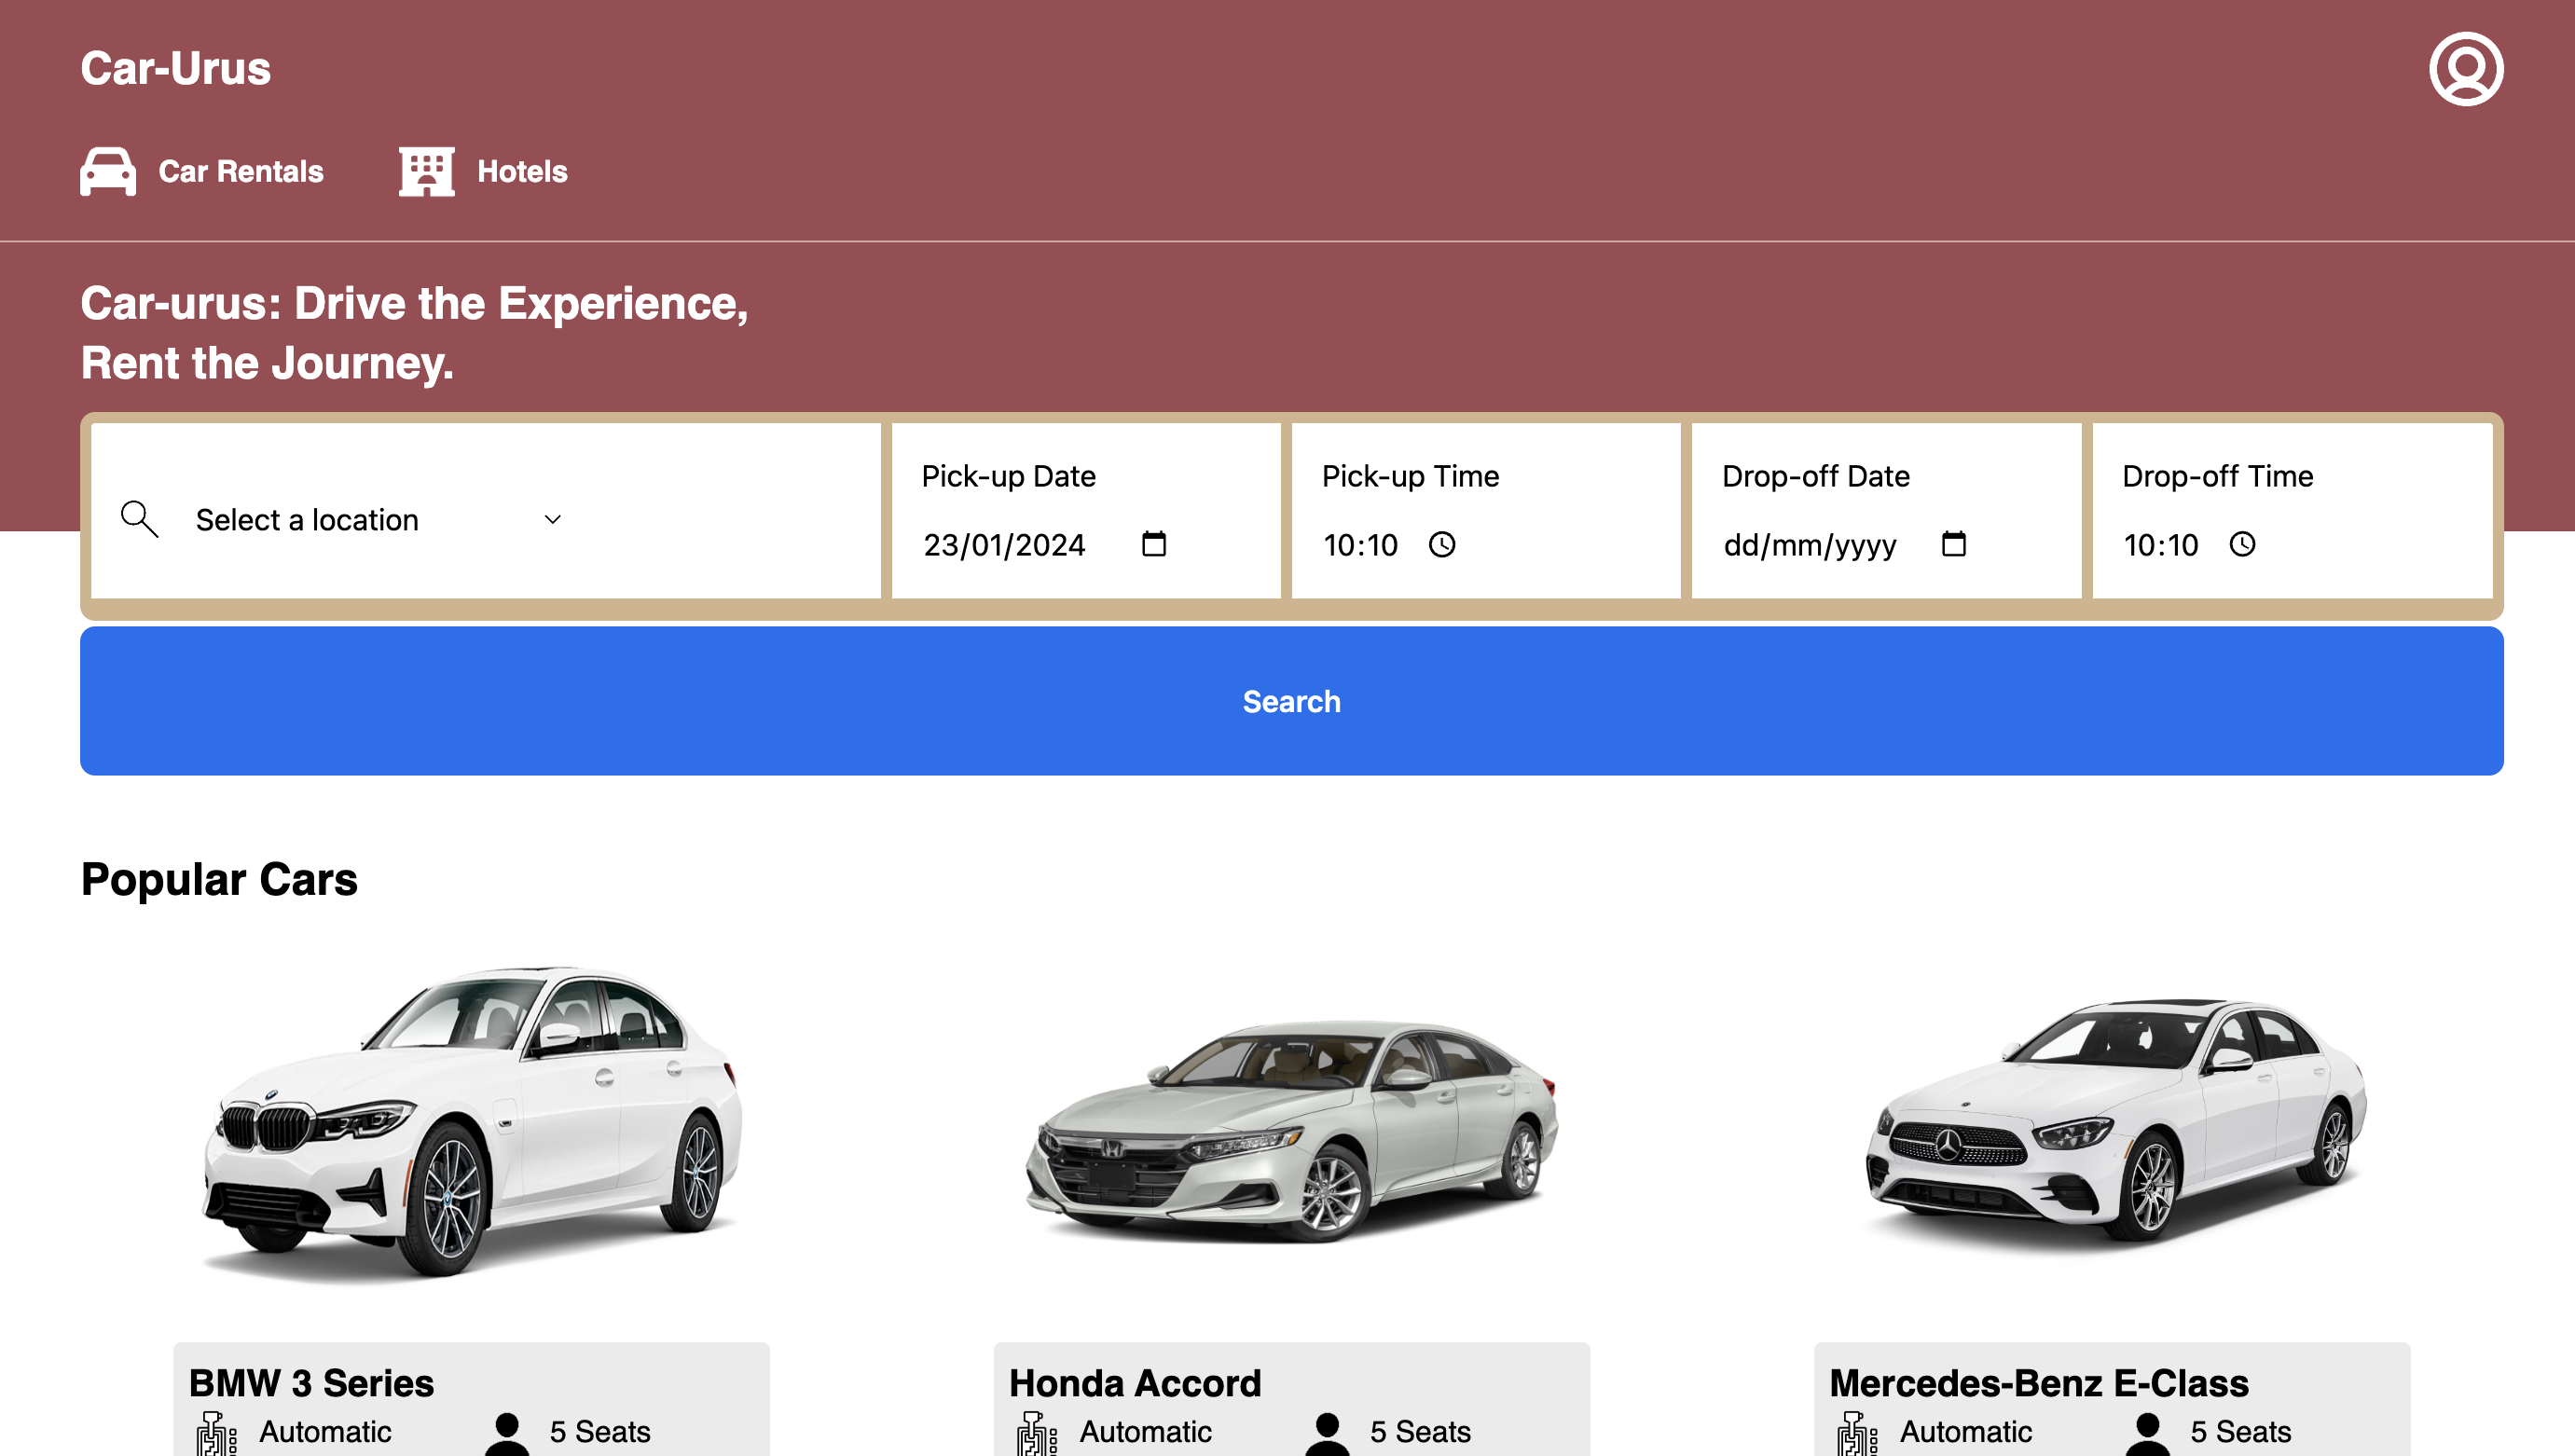 Car-Urus
Car Rentals
Hotels
Car-urus: Drive the Experience,
Rent the Journey.
Select a location
Pick-up Date
23/01/2024
Pick-up Time
10:10
Drop-off Date
dd/mm/yyyy
Drop-off Time
10:10
Search
Popular Cars
BMW 3 Series
Automatic
5 Seats
Honda Accord
Automatic
5 Seats
Mercedes-Benz E-Class
Automatic
5 Seats